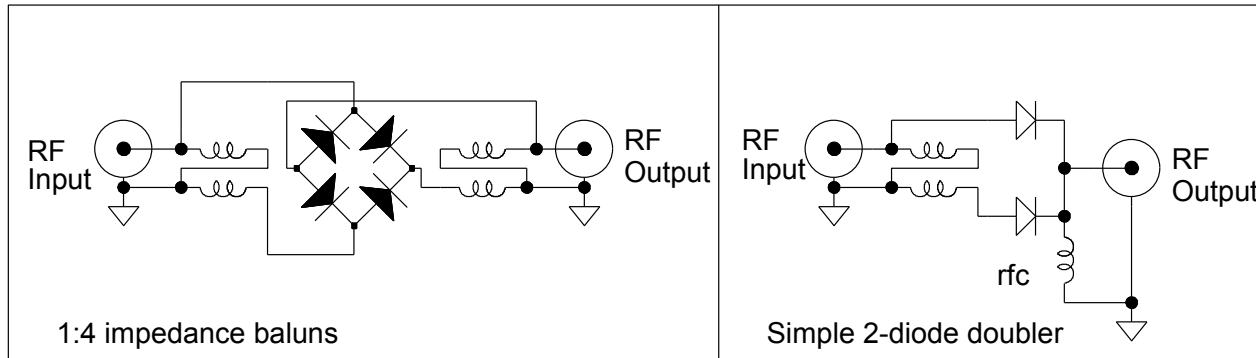 RF
Input
RF
Output
1:4 impedance baluns
RF
Input
RF
Output
rfc
Simple 2-diode doubler